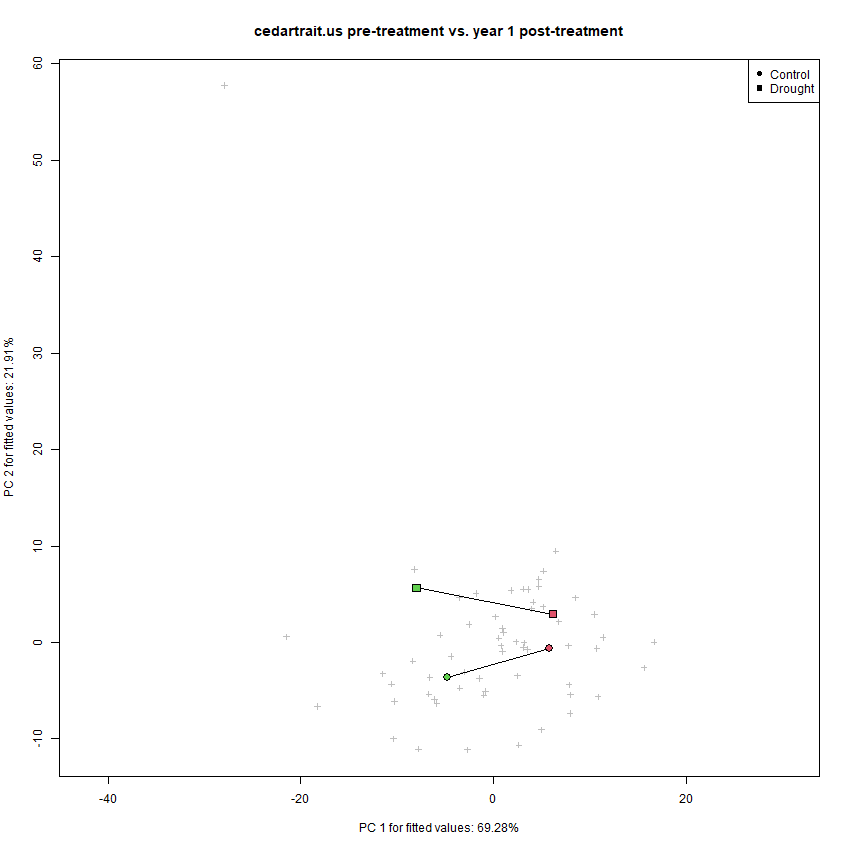 cedartrait.us pre-treatment vs. year 1 post-treatment
Control
Drought
60
50
40
30
20
10
0
-10
PC 2 for fitted values: 21.91%
-40
-20
0
20
PC 1 for fitted values: 69.28%